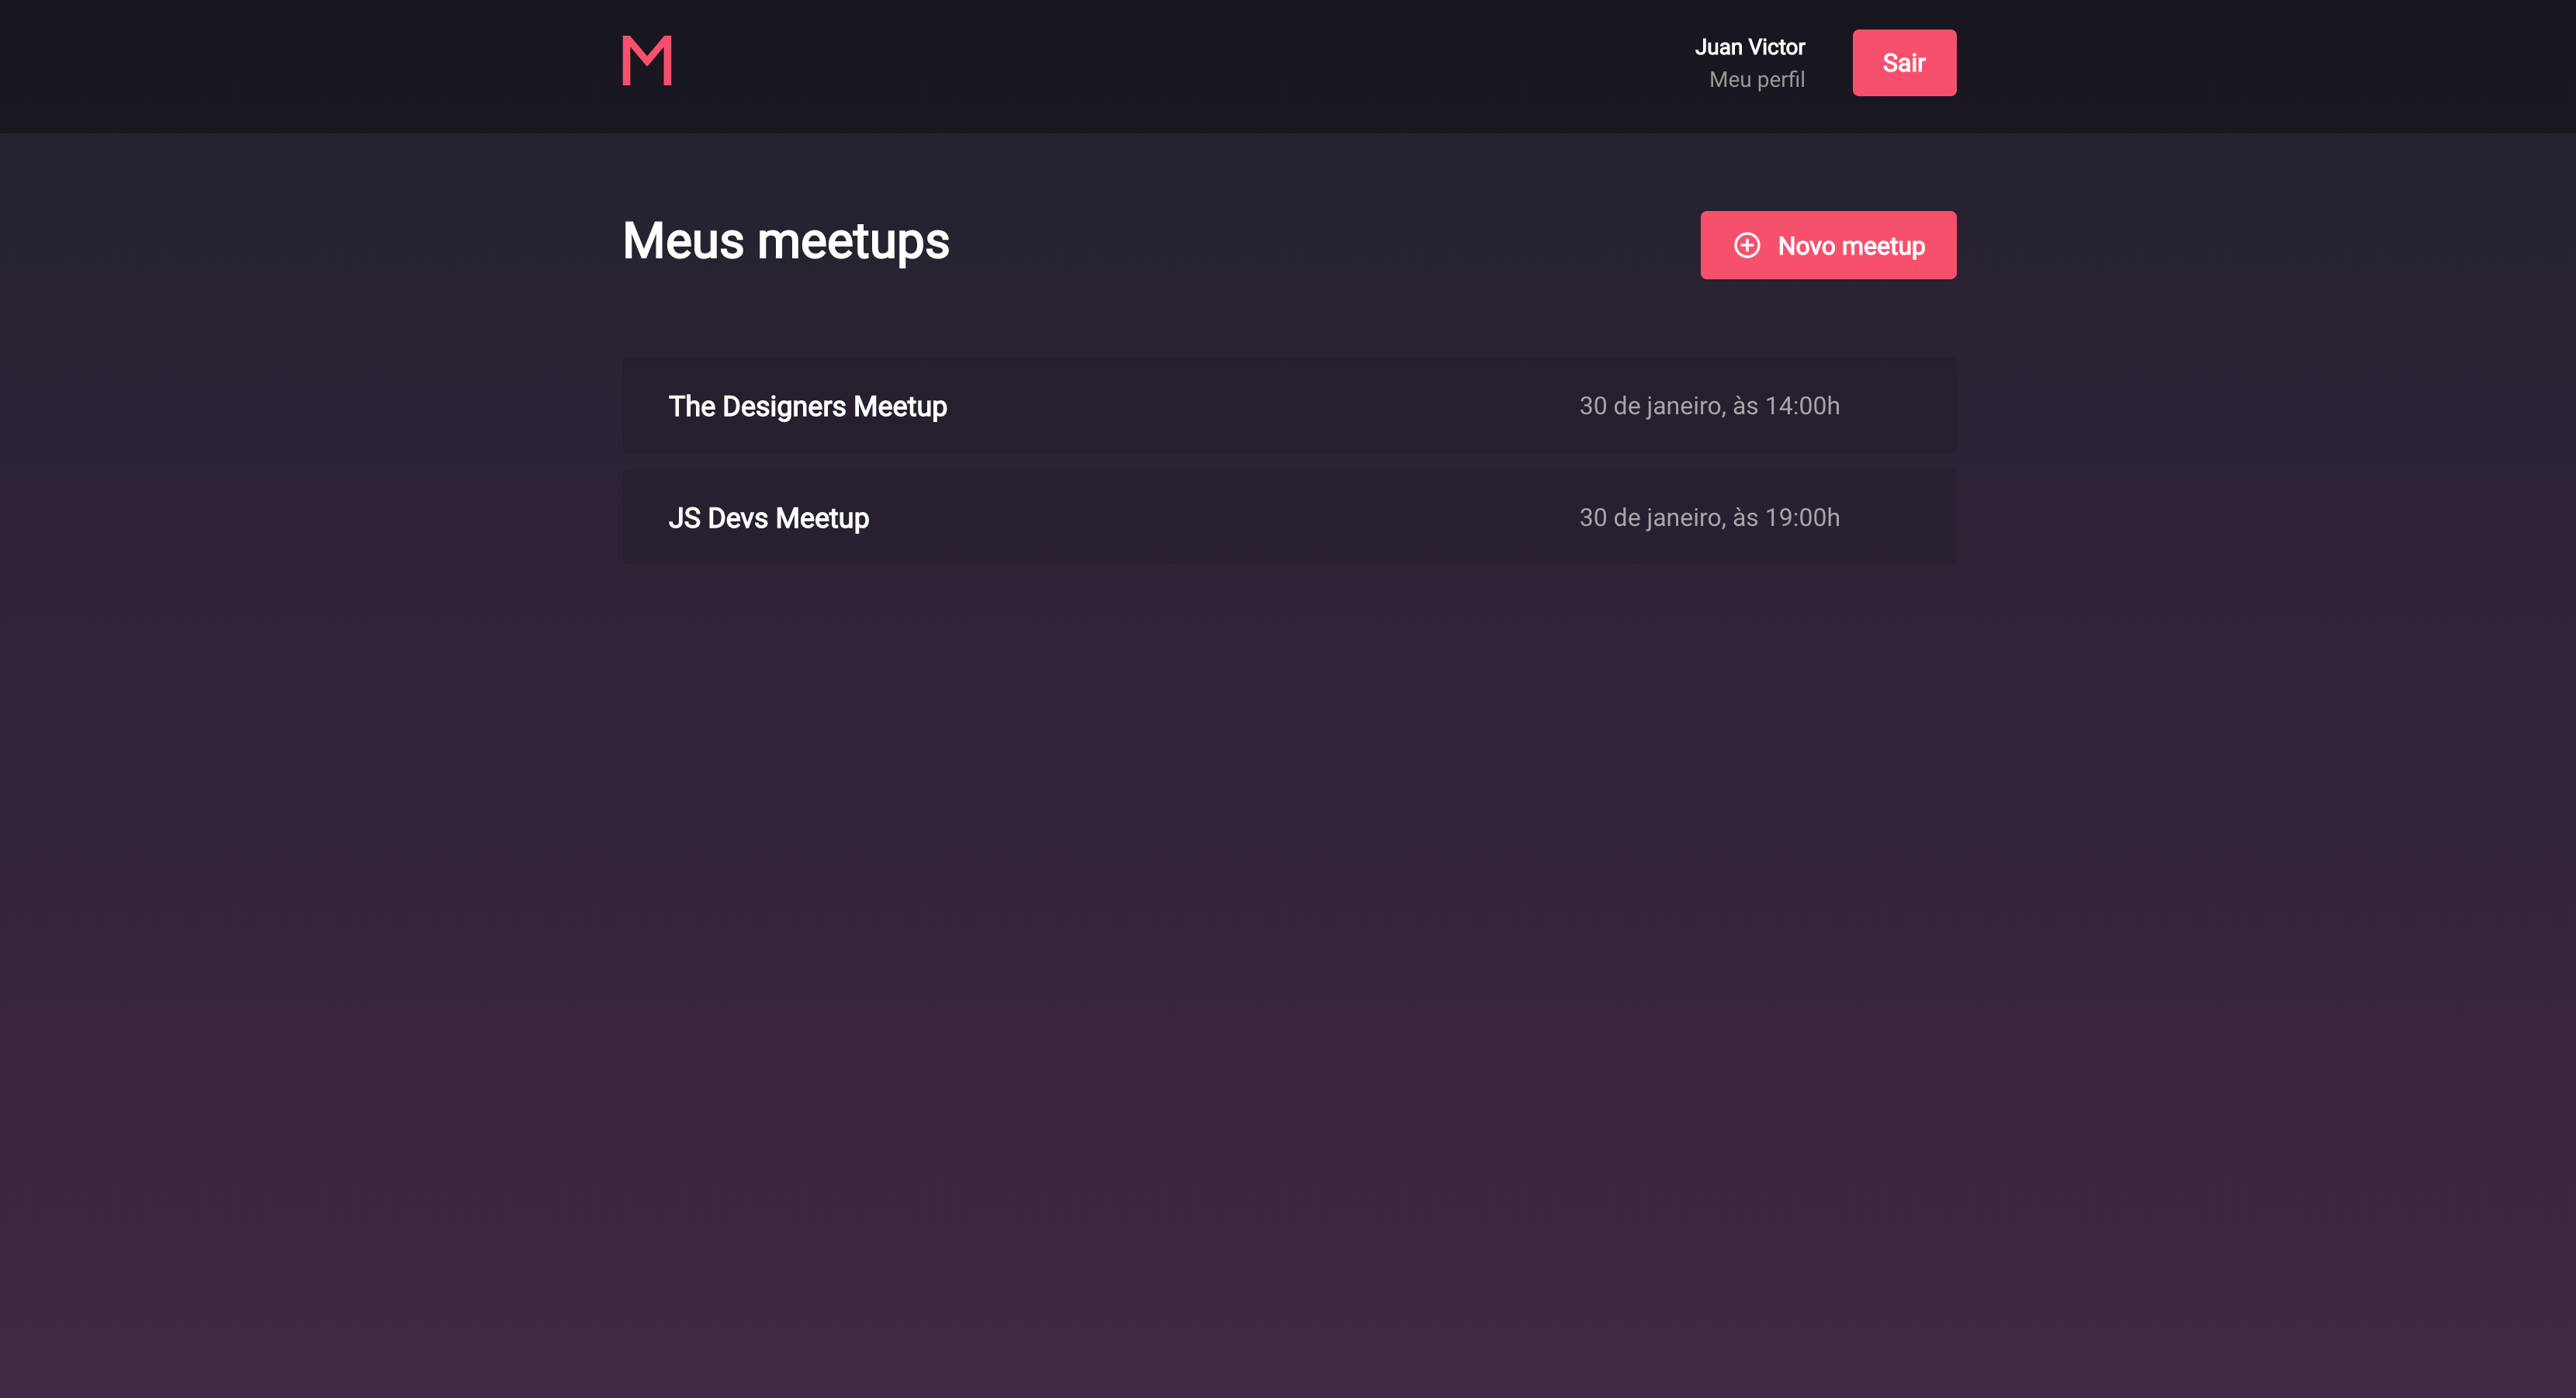 M
Juan Victor
Meu perfil
Sair
Meus meetups
Novo meetup
The Designers Meetup
30 de janeiro, às 14:00h
JS Devs Meetup
30 de janeiro, às 19:00h